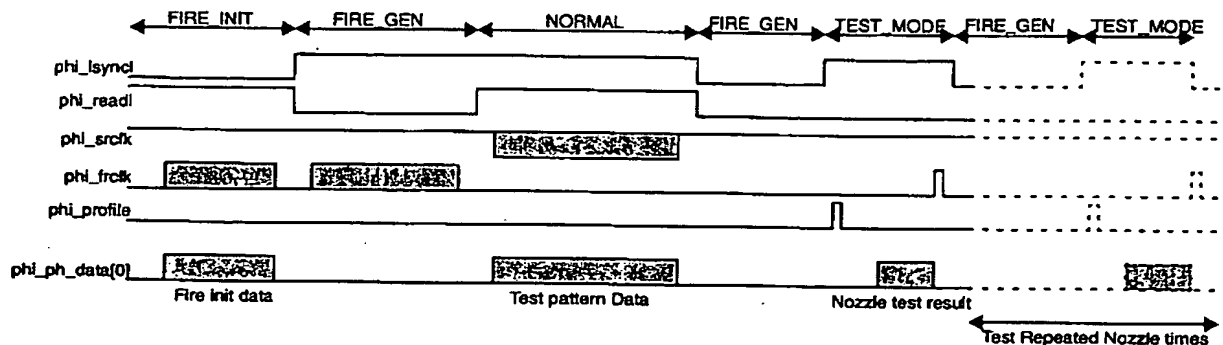 FIRE_INIT FIRE_GEN NORMAL FIRE_GEN TEST_MODE FIRE_GEN TEST_MODE
phi_lsyncl
phi_readl
phi_srclk
phi_frclk
phi_profile
phi_ph_data[0]
Fire Init data Test pattern Data Nozzle test result
Test Repeated Nozzle times